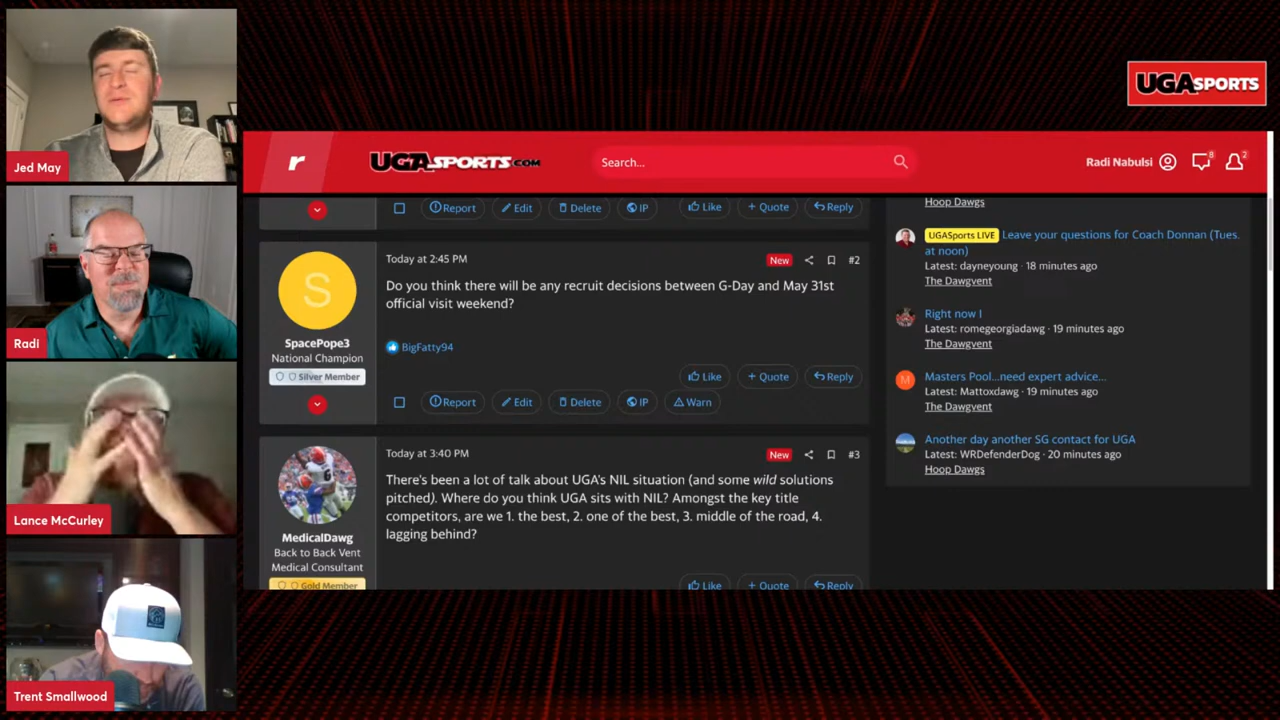 Jed May
Radi
Lance McCurley
Trent Smallwood
UGASPORTS
r
UGASPORTS.COM
Search...
Radi Nabulsi
8
2
Report
Edit
Delete
IP
Like
+ Quote
Reply
S
SpacePope3
National Champion
Silver Member
Today at 2:45 PM
New
#2
Do you think there will be any recruit decisions between G-Day and May 31st
official visit weekend?
BigFatty94
Like
+ Quote
Reply
Report
Edit
Delete
IP
Warn
MedicalDawg
Back to Back Vent
Medical Consultant
Gold Member
Today at 3:40 PM
New
#3
There's been a lot of talk about UGA's NIL situation (and some wild solutions
pitched). Where do you think UGA sits with NIL? Amongst the key title
competitors, are we 1. the best, 2. one of the best, 3. middle of the road, 4.
lagging behind?
Like
+ Quote
Reply
Hoop Dawgs
UGASports LIVE Leave your questions for Coach Donnan (Tues.
at noon)
Latest: dayneyoung · 18 minutes ago
The Dawgvent
Right now I
Latest: romegeorgiadawg · 19 minutes ago
The Dawgvent
M
Masters Pool...need expert advice...
Latest: Mattoxdawg · 19 minutes ago
The Dawgvent
Another day another SG contact for UGA
Latest: WRDefenderDog · 20 minutes ago
Hoop Dawgs